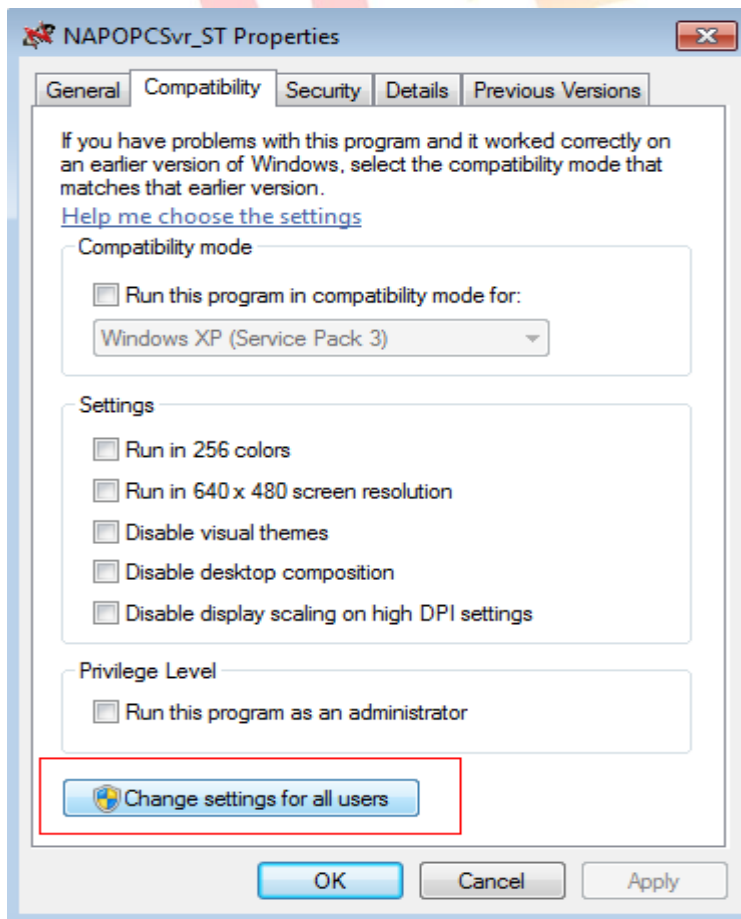 NAPOPCSvr_ST Properties
General Compatibility Security Details Previous Versions
If you have problems with this program and it worked correctly on
an earlier version of Windows, select the compatibility mode that
matches that earlier version.
Help me choose the settings
Compatibility mode
Run this program in compatibility mode for:
Windows XP (Service Pack 3)
Settings
Run in 256 colors
Run in 640 x 480 screen resolution
Disable visual themes
Disable desktop composition
Disable display scaling on high DPI settings
Privilege Level
Run this program as an administrator
Change settings for all users
OK Cancel Apply